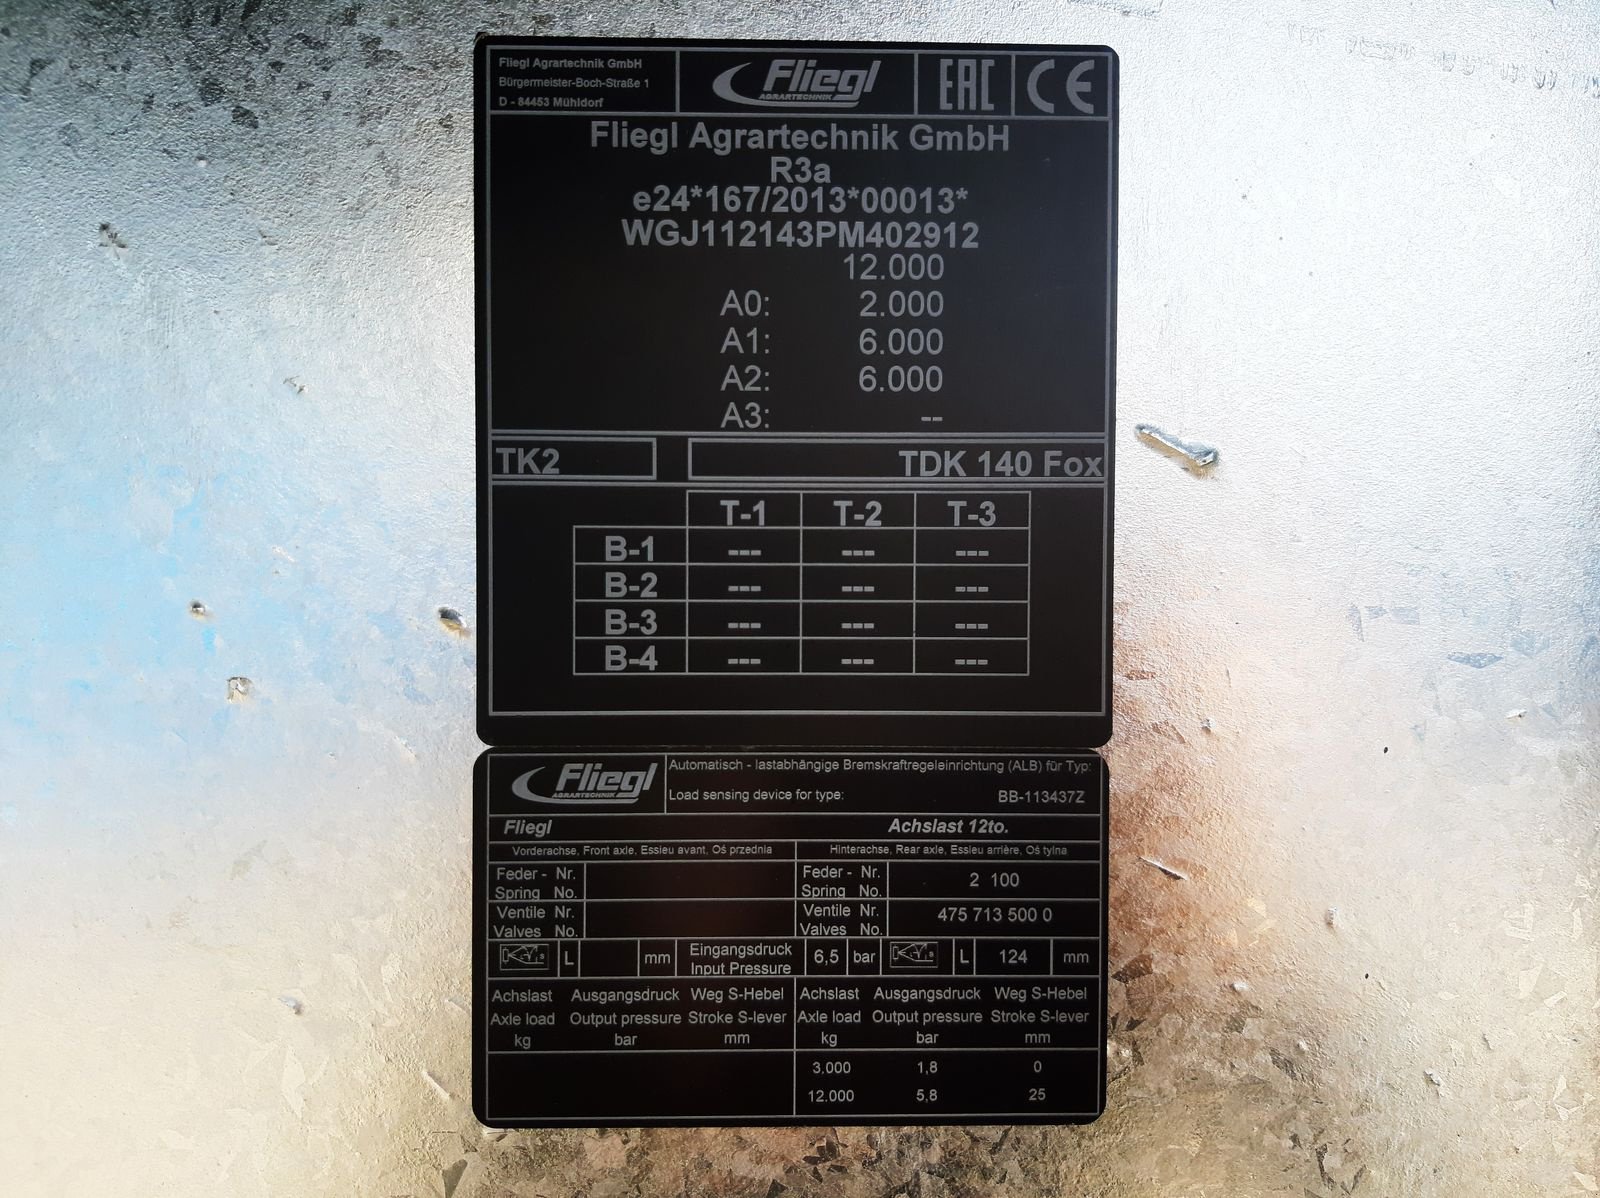 Fliegl Agrartechnik GmbH
Bürgermeister-Boch-Straße 1
D - 84453 Mühldorf
Fliegl
AGRARTECHNIK
EAC CE
Fliegl Agrartechnik GmbH
R3a
e24*167/2013*00013*
WGJ112143PM402912
12.000
A0: 2.000
A1: 6.000
A2: 6.000
A3: --
TK2 TDK 140 Fox
T-1 T-2 T-3
B-1 --- --- ---
B-2 --- --- ---
B-3 --- --- ---
B-4 --- --- ---
Fliegl
AGRARTECHNIK
Automatisch - lastabhängige Bremskraftregeleinrichtung (ALB) für Typ:
Load sensing device for type: BB-113437Z
Fliegl Achslast 12to.
Vorderachse, Front axle, Essieu avant, Oś przednia Hinterachse, Rear axle, Essieu arrière, Oś tylna
Feder - Nr. Feder - Nr. 2 100
Spring No. Spring No.
Ventile Nr. Ventile Nr. 475 713 500 0
Valves No. Valves No.
L mm Eingangsdruck 6,5 bar L 124 mm
Input Pressure
Achslast Ausgangsdruck Weg S-Hebel Achslast Ausgangsdruck Weg S-Hebel
Axle load Output pressure Stroke S-lever Axle load Output pressure Stroke S-lever
kg bar mm kg bar mm
3.000 1,8 0
12.000 5,8 25